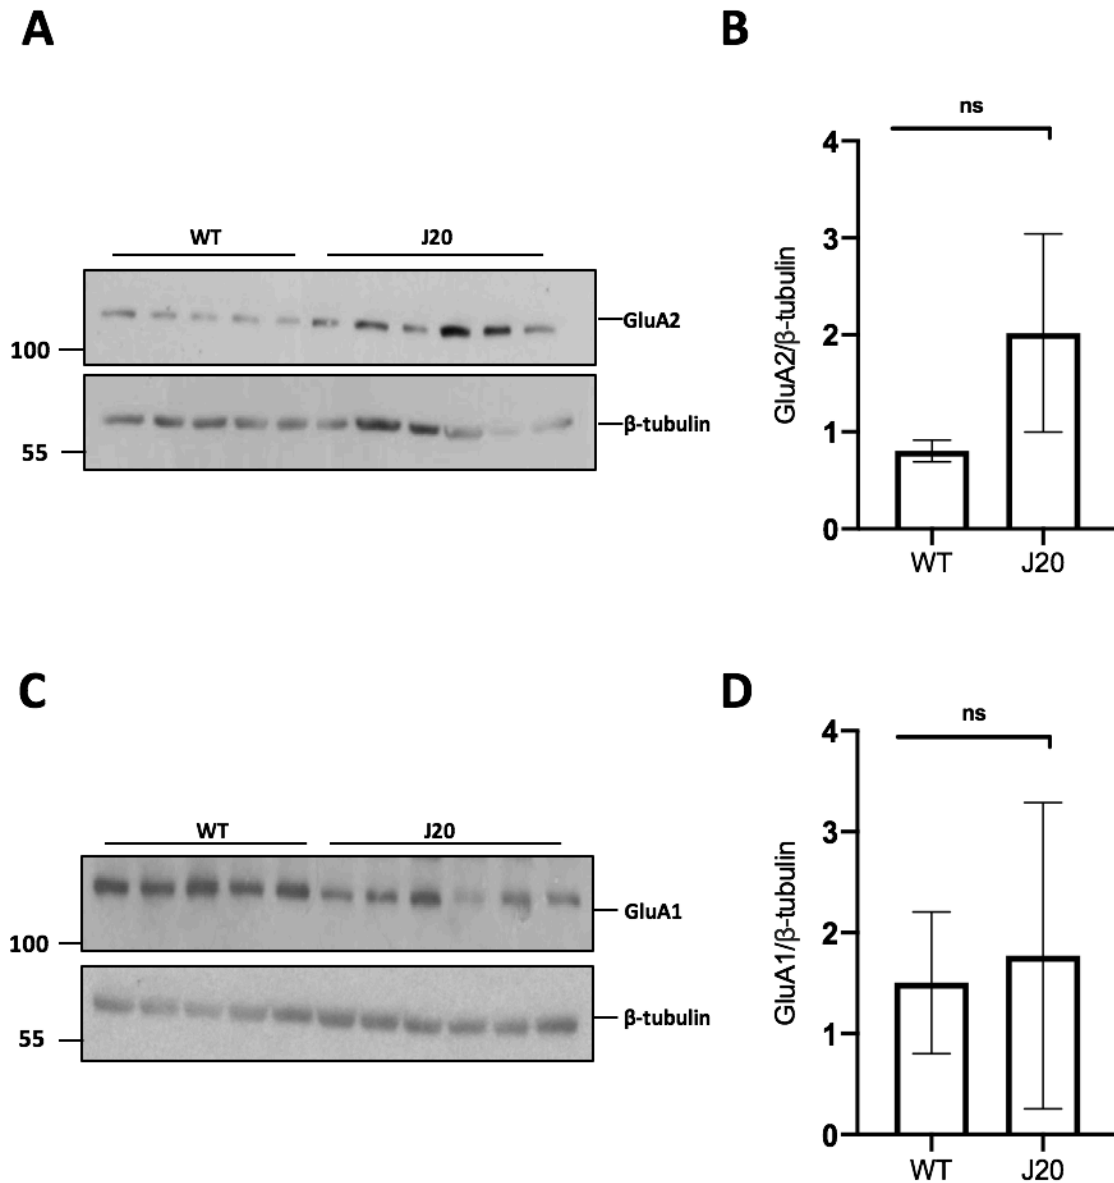 A
WT J20
GluA2
100
β-tubulin
55
B
ns
4
3
2
1
0
GluA2/β-tubulin
WT J20
C
WT J20
GluA1
100
β-tubulin
55
D
ns
4
3
2
1
0
GluA1/β-tubulin
WT J20